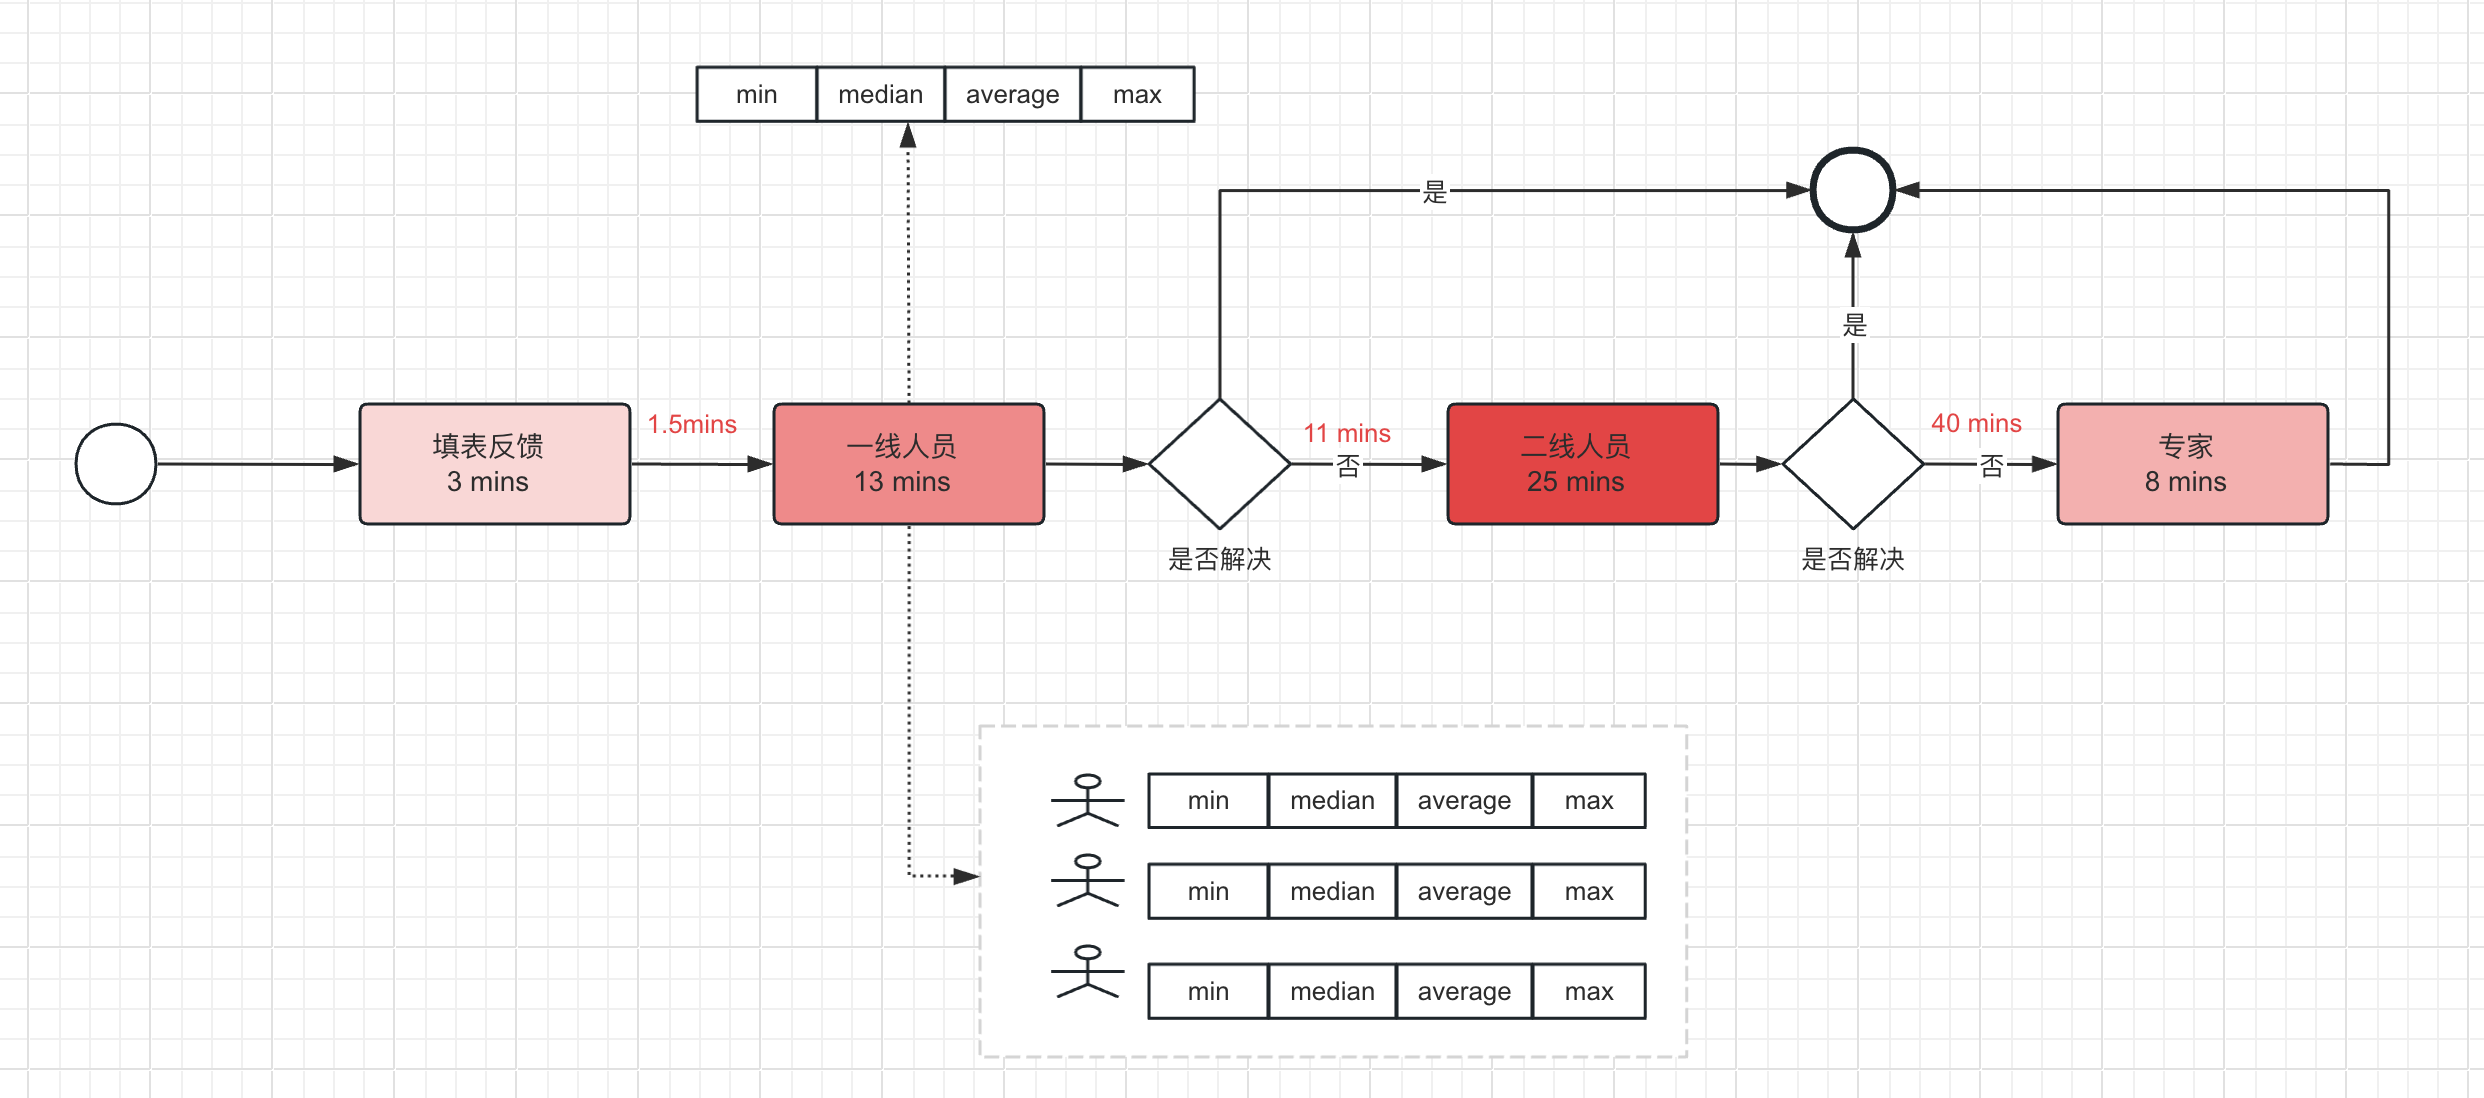 min median average max
是
是
填表反馈
3 mins
1.5mins
一线人员
13 mins
11 mins
否
二线人员
25 mins
40 mins
否
专家
8 mins
是否解决
是否解决
min median average max
min median average max
min median average max